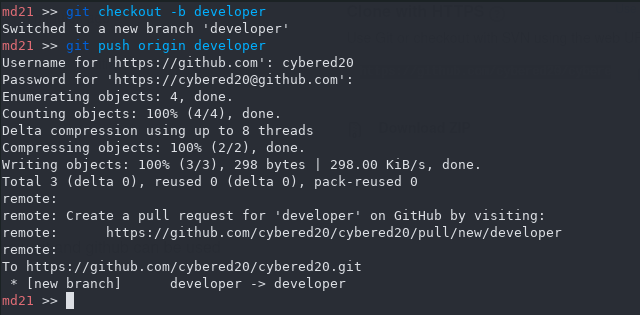 md21 >> git checkout -b developer
Switched to a new branch 'developer'
md21 >> git push origin developer
Username for 'https://github.com': cybered20
Password for 'https://cybered20@github.com':
Enumerating objects: 4, done.
Counting objects: 100% (4/4), done.
Delta compression using up to 8 threads
Compressing objects: 100% (2/2), done.
Writing objects: 100% (3/3), 298 bytes | 298.00 KiB/s, done.
Total 3 (delta 0), reused 0 (delta 0), pack-reused 0
remote:
remote: Create a pull request for 'developer' on GitHub by visiting:
remote:      https://github.com/cybered20/cybered20/pull/new/developer
remote:
To https://github.com/cybered20/cybered20.git
 * [new branch]      developer -> developer
md21 >>